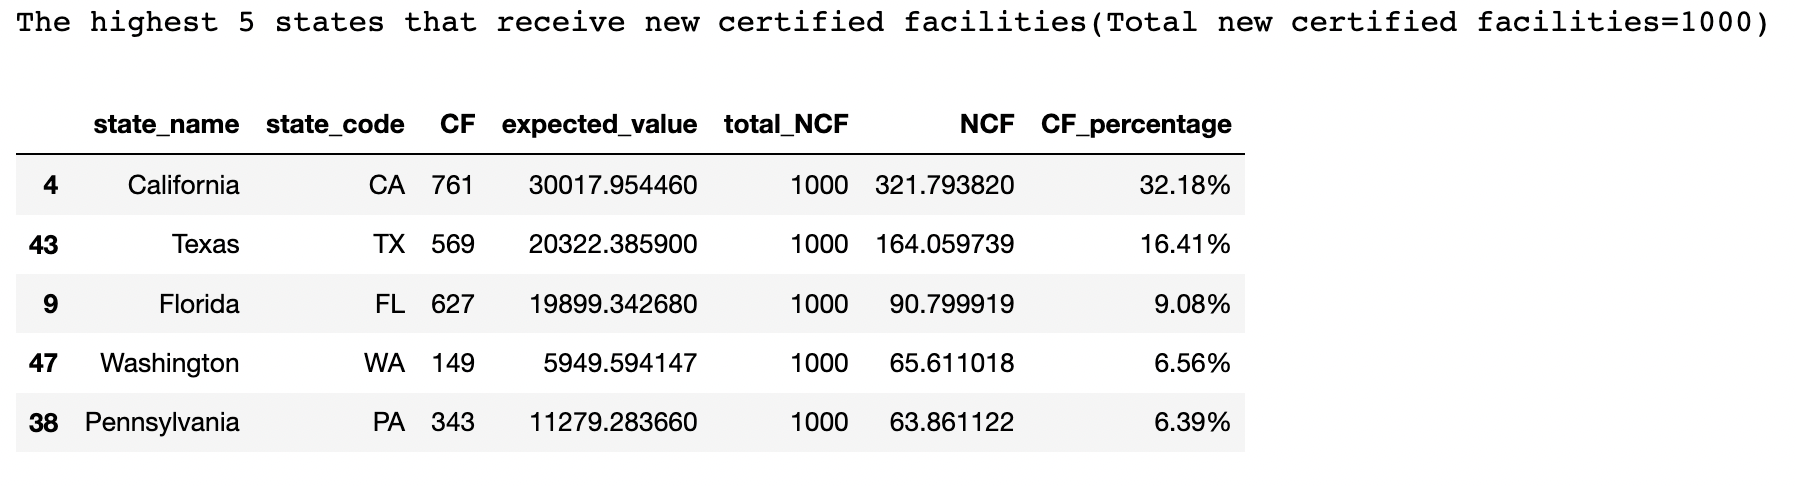 The highest 5 states that receive new certified facilities(Total new certified facilities=1000)
state_name state_code CF expected_value total_NCF NCF CF_percentage
4 California CA 761 30017.954460 1000 321.793820 32.18%
43 Texas TX 569 20322.385900 1000 164.059739 16.41%
9 Florida FL 627 19899.342680 1000 90.799919 9.08%
47 Washington WA 149 5949.594147 1000 65.611018 6.56%
38 Pennsylvania PA 343 11279.283660 1000 63.861122 6.39%